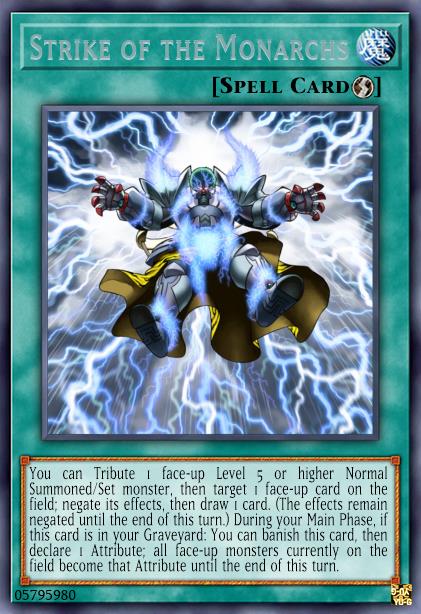 Strike of the Monarchs
魔
[Spell Card]
You can Tribute 1 face-up Level 5 or higher Normal
Summoned/Set monster, then target 1 face-up card on the
field; negate its effects, then draw 1 card. (The effects remain
negated until the end of this turn.) During your Main Phase, if
this card is in your Graveyard: You can banish this card, then
declare 1 Attribute; all face-up monsters currently on the
field become that Attribute until the end of this turn.
05795980